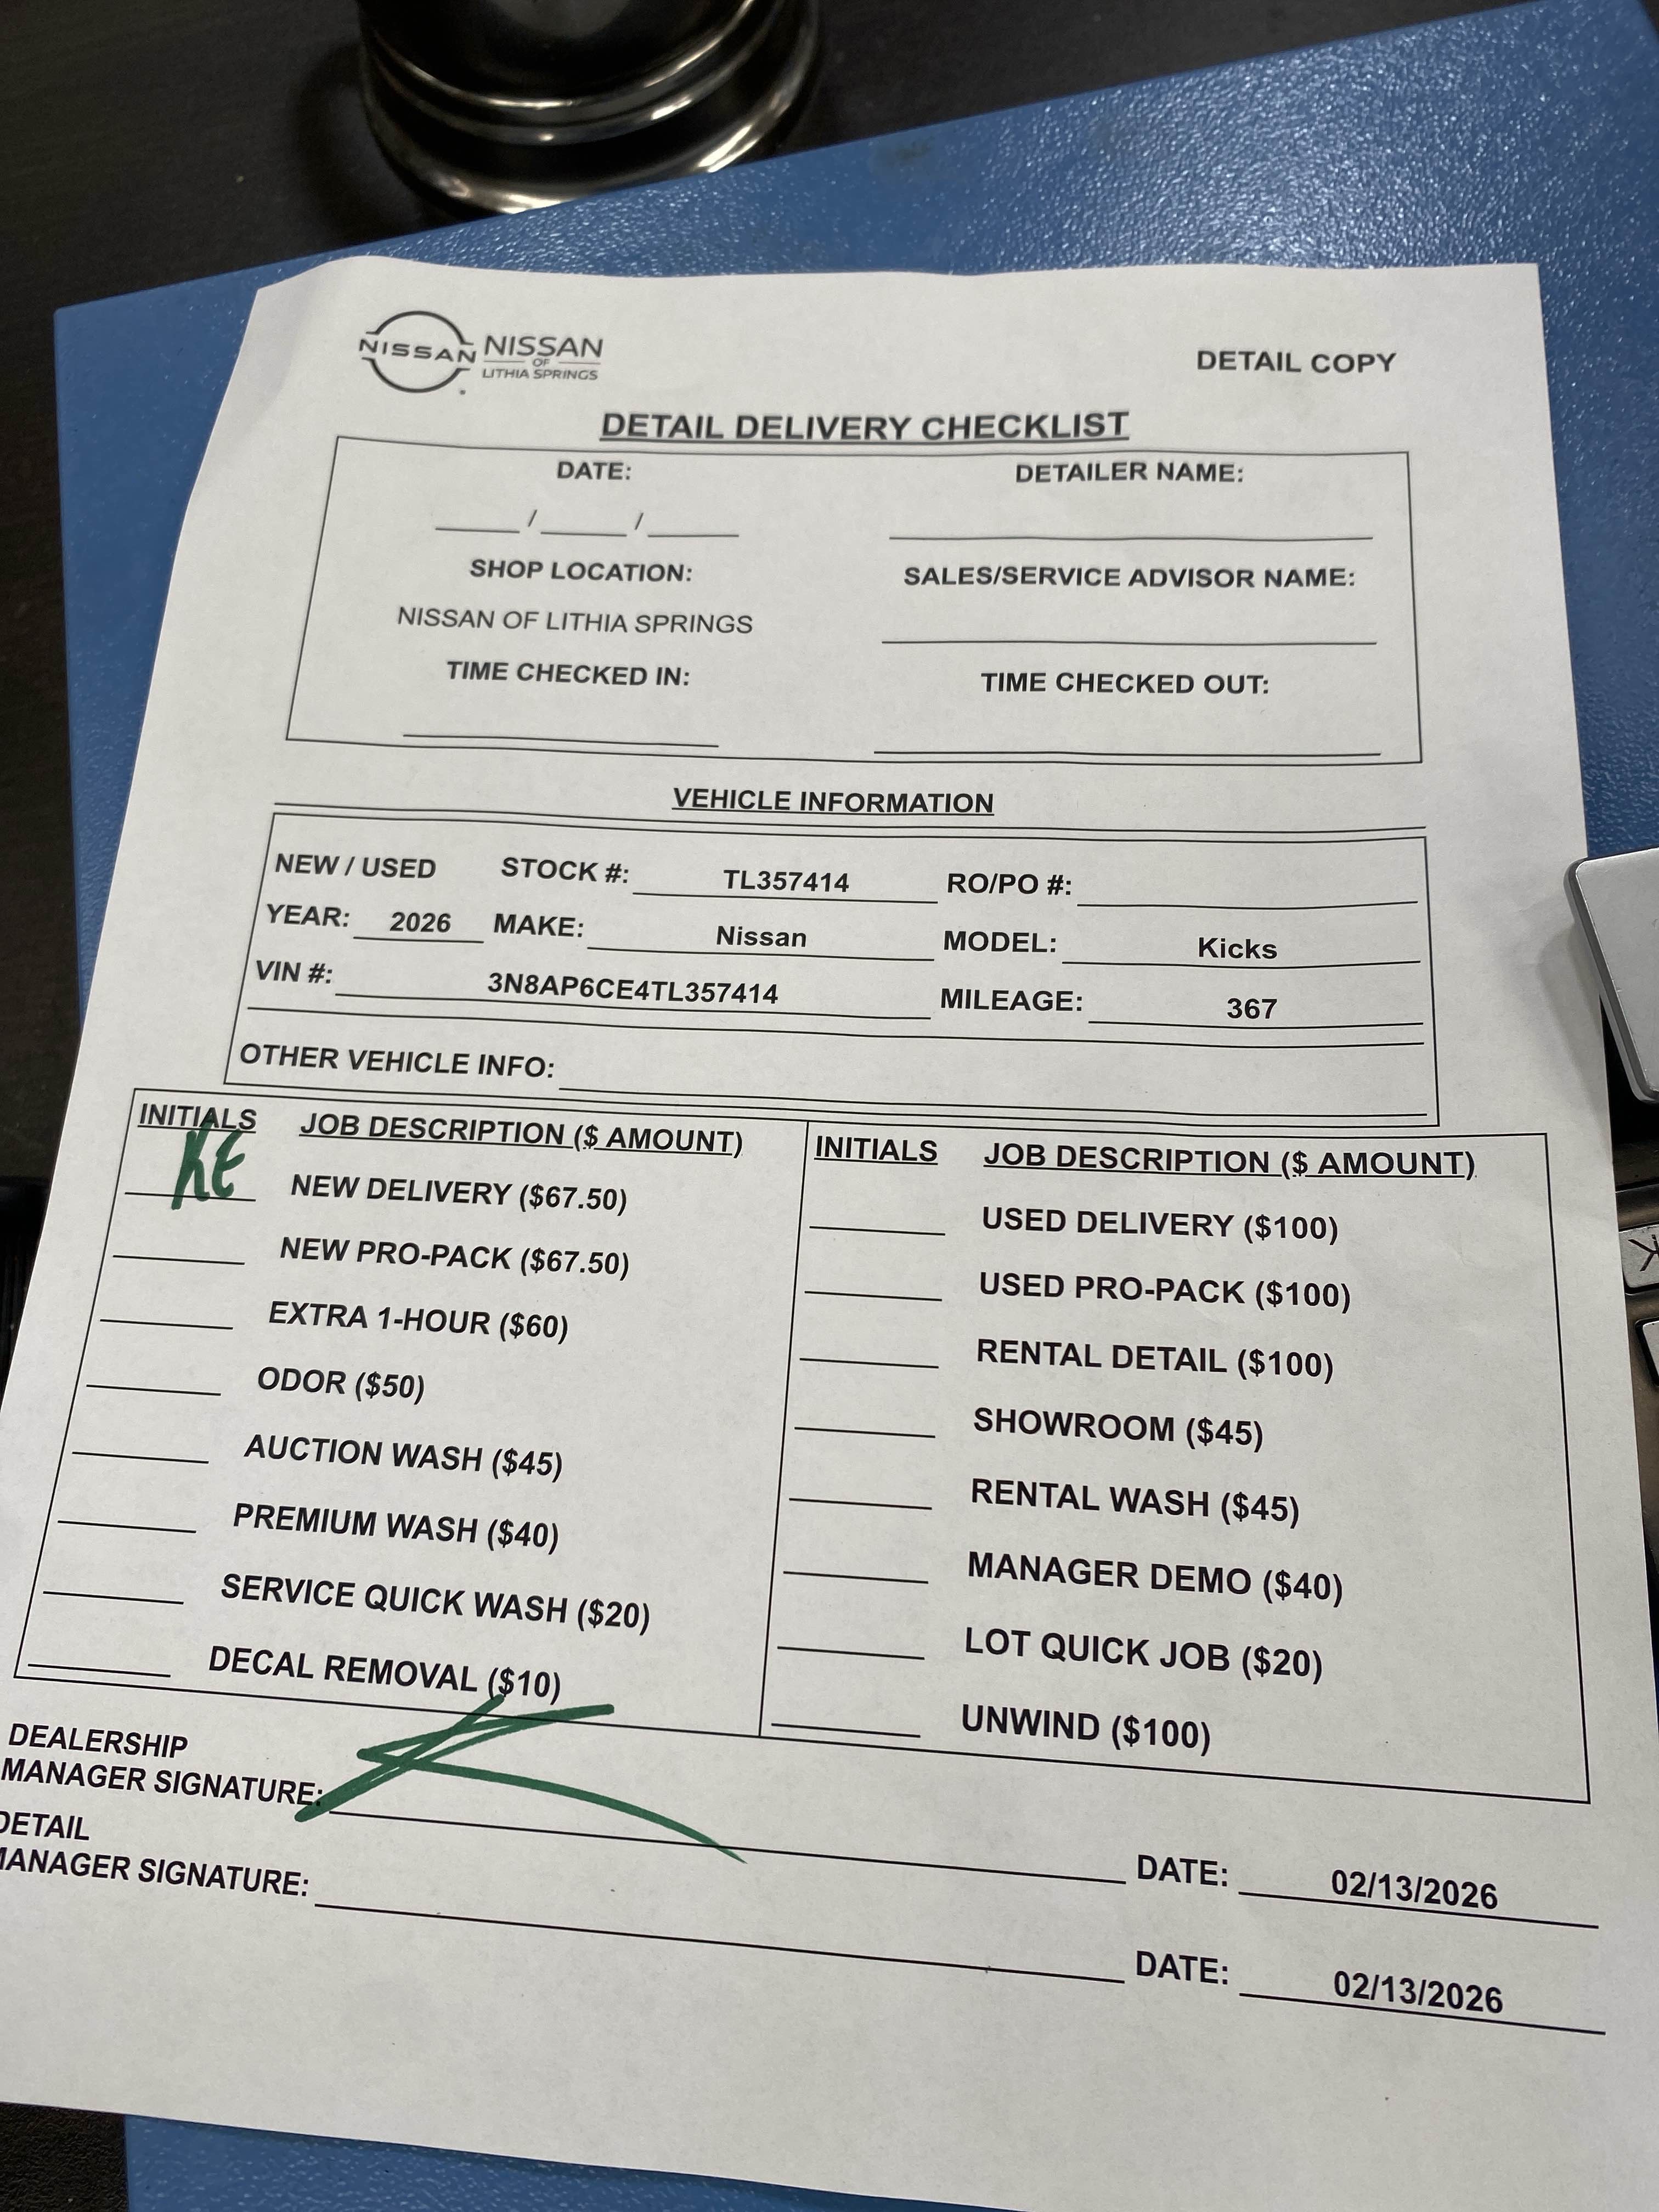 NISSAN NISSAN
OF
LITHIA SPRINGS
DETAIL COPY
DETAIL DELIVERY CHECKLIST
DATE: DETAILER NAME:
____ / ____ / ____ ____
SHOP LOCATION: SALES/SERVICE ADVISOR NAME:
NISSAN OF LITHIA SPRINGS
TIME CHECKED IN: TIME CHECKED OUT:
VEHICLE INFORMATION
NEW / USED STOCK #: TL357414 RO/PO #:
YEAR: 2026 MAKE: Nissan MODEL: Kicks
VIN #: 3N8AP6CE4TL357414 MILEAGE: 367
OTHER VEHICLE INFO:
INITIALS JOB DESCRIPTION ($ AMOUNT)
KE NEW DELIVERY ($67.50)
NEW PRO-PACK ($67.50)
EXTRA 1-HOUR ($60)
ODOR ($50)
AUCTION WASH ($45)
PREMIUM WASH ($40)
SERVICE QUICK WASH ($20)
DECAL REMOVAL ($10)
INITIALS JOB DESCRIPTION ($ AMOUNT)
USED DELIVERY ($100)
USED PRO-PACK ($100)
RENTAL DETAIL ($100)
SHOWROOM ($45)
RENTAL WASH ($45)
MANAGER DEMO ($40)
LOT QUICK JOB ($20)
UNWIND ($100)
DEALERSHIP
MANAGER SIGNATURE: DATE: 02/13/2026
DETAIL
MANAGER SIGNATURE: DATE: 02/13/2026
K